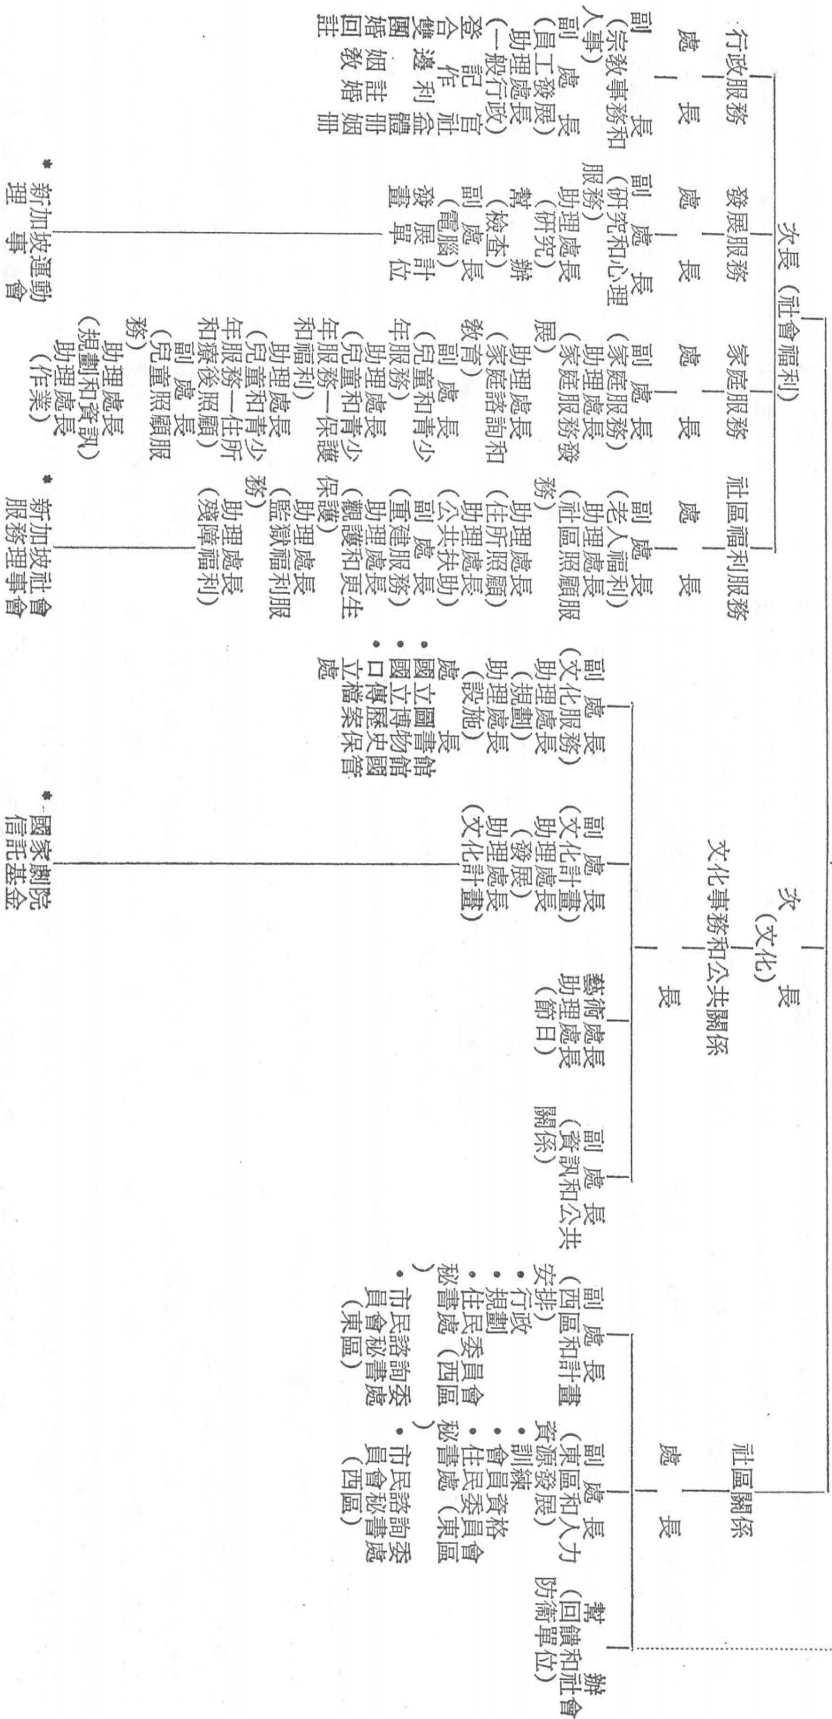 次長(社會福利)
行政服務
處長
副處長
(宗教事務和
人事)
副處長
(員工發展)
助理處長
(一般行政)
登記官
合作社
雙邊利益
團體
婚姻註冊
回教婚姻
註冊
發展服務
處長
副處長
(研究和心理
服務)
助理處長
(研究)
幫辦
(檢查)
副處長
(電腦)
發展計
畫單位
* 新加坡運動
理事會
家庭服務
處長
副處長
(家庭服務)
助理處長
(家庭服務發
展)
助理處長
(家庭諮詢和
教育)
副處長
(兒童和青少
年服務)
助理處長
(兒童和青少
年服務—保護
和福利)
助理處長
(兒童和青少
年服務—住所
和療後照顧)
副處長
(兒童照顧服
務)
助理處長
(規劃和資訊)
助理處長
(作業)
社區福利服務
處長
副處長
(老人福利)
助理處長
(社區照顧服
務)
助理處長
(住所照顧)
助理處長
(公共扶助)
副處長
(重建服務)
助理處長
(觀護和更生
保護)
助理處長
(監獄福利服
務)
助理處長
(殘障福利)
* 新加坡社會
服務理事會
次長
(文化)
文化事務和公共關係
處長
副處長
(文化服務)
助理處長
(規劃)
助理處長
(設施)
處長
•國立圖書館
•國立博物館
•口傳歷史國
立檔案保管
處
副處長
(文化計畫)
助理處長
(發展)
助理處長
(文化計畫)
* 國家劇院
信託基金
藝術處長
助理處長
(節日)
副處長
(資訊和公共
關係)
社區關係
處長
副處長
(西區和計畫
安排)
•行政
•規劃
•住民委員會
秘書處(西區
)
•市民諮詢委
員會秘書處
(東區)
副處長
(東區和人力
資源發展)
•訓練
•會員資格
•住民委員會
秘書處(東區
)
•市民諮詢委
員會秘書處
(西區)
幫辦
(回饋和社會
防衞單位)